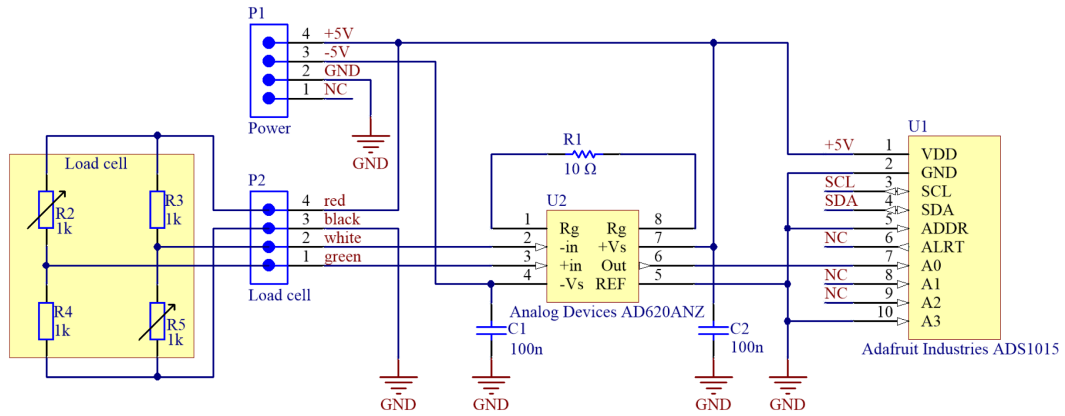 P1
4 +5V
3 -5V
2 GND
1 NC
Power
GND
Load cell
R2
1k
R3
1k
R4
1k
R5
1k
P2
4 red
3 black
2 white
1 green
Load cell
R1
10 Ω
U2
1 Rg Rg 8
2 -in +Vs 7
3 +in Out 6
4 -Vs REF 5
Analog Devices AD620ANZ
C1
100n
C2
100n
GND
GND
GND
GND
U1
+5V 1 VDD
2 GND
SCL 3 SCL
SDA 4 SDA
5 ADDR
NC 6 ALRT
7 A0
NC 8 A1
NC 9 A2
10 A3
Adafruit Industries ADS1015